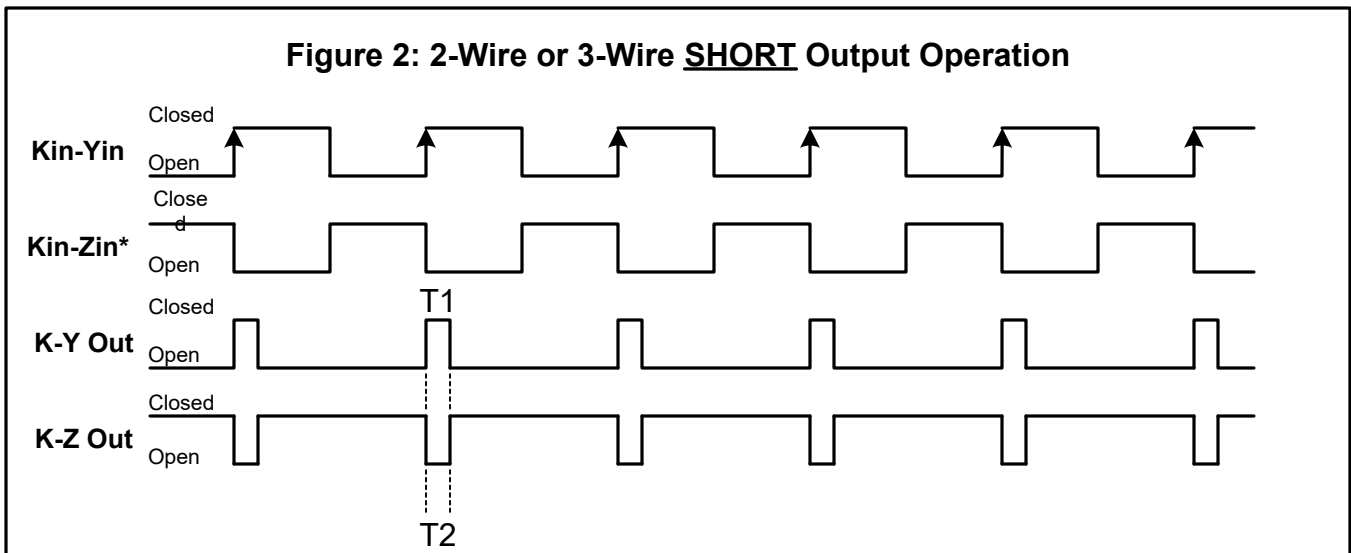 Figure 2: 2-Wire or 3-Wire SHORT Output Operation
Closed
Kin-Yin
Open
Close
d
Kin-Zin*
Open
T1
Closed
K-Y Out
Open
Closed
K-Z Out
Open
T2